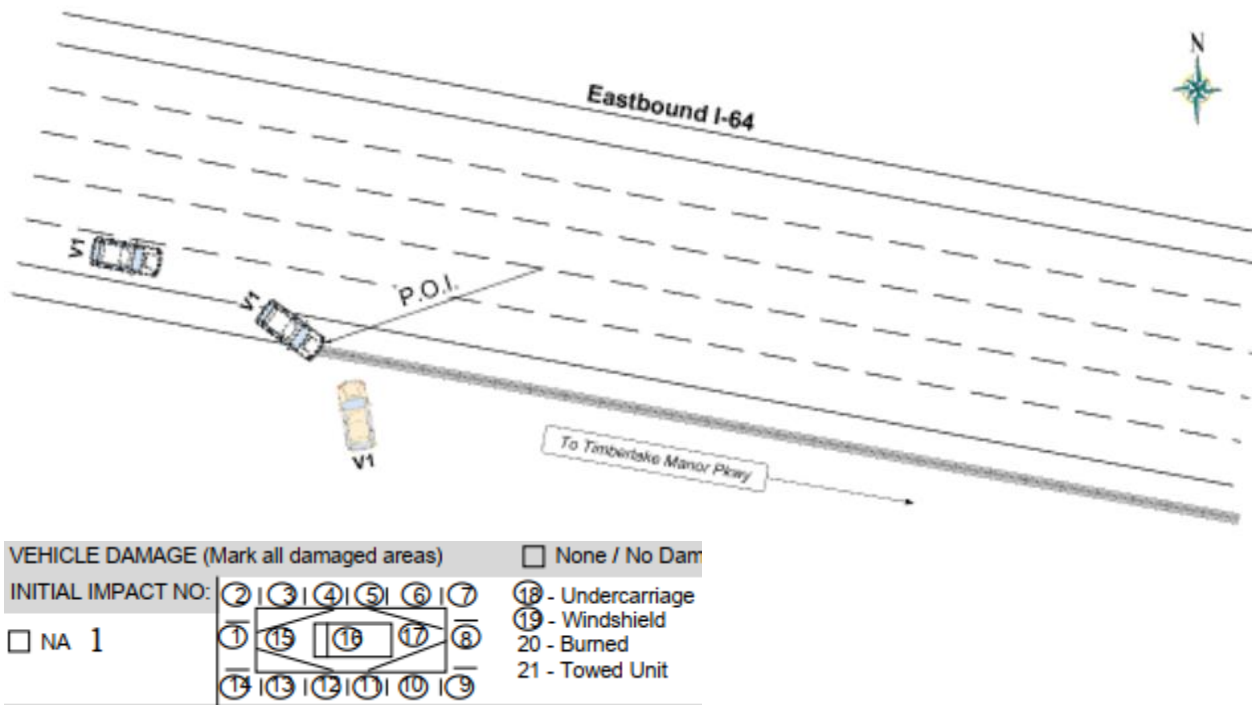 N
Eastbound I-64
V1
V1
P.O.I.
V1
To Timberlake Manor Pkwy
VEHICLE DAMAGE (Mark all damaged areas) None / No Dam
INITIAL IMPACT NO:
NA 1
2 3 4 5 6 7
1 15 16 17 8
14 13 12 11 10 9
18 - Undercarriage
19 - Windshield
20 - Burned
21 - Towed Unit